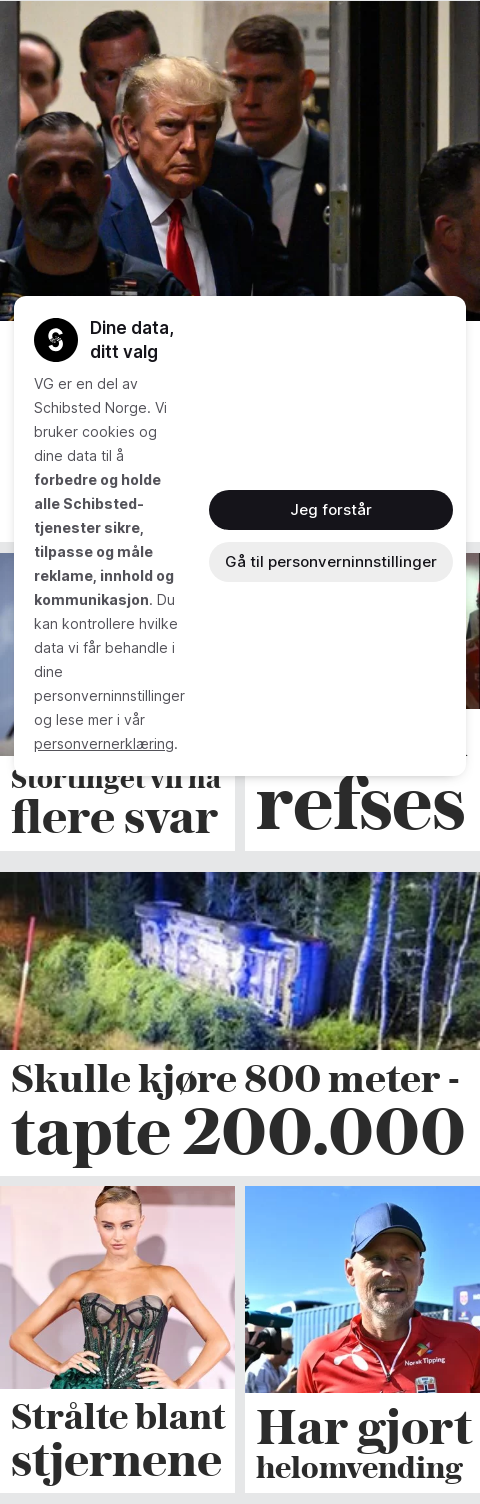 Dine data,
ditt valg
VG er en del av
Schibsted Norge. Vi
bruker cookies og
dine data til å
forbedre og holde
alle Schibsted-
tjenester sikre,
tilpasse og måle
reklame, innhold og
kommunikasjon. Du
kan kontrollere hvilke
data vi får behandle i
dine
personverninnstillinger
og lese mer i vår
personvernerklæring.
Jeg forstår
Gå til personverninnstillinger
Stortinget vil ha
flere svar
refses
Skulle kjøre 800 meter -
tapte 200.000
Strålte blant
stjernene
Norsk Tipping
Har gjort
helomvending